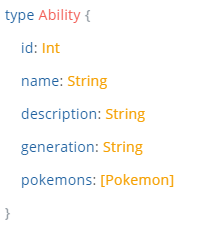 type Ability {
id: Int
name: String
description: String
generation: String
pokemons: [Pokemon]
}